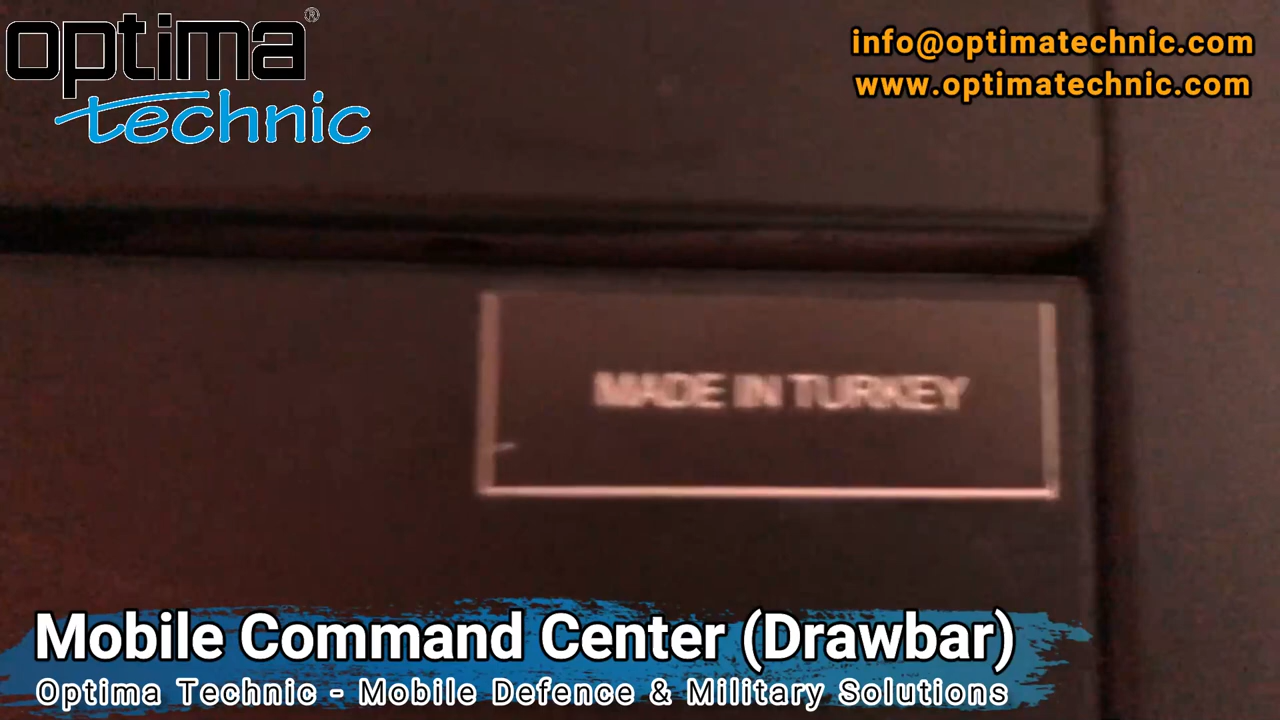 optima®
technic
info@optimatechnic.com
www.optimatechnic.com
MADE IN TURKEY
Mobile Command Center (Drawbar)
Optima Technic - Mobile Defence & Military Solutions